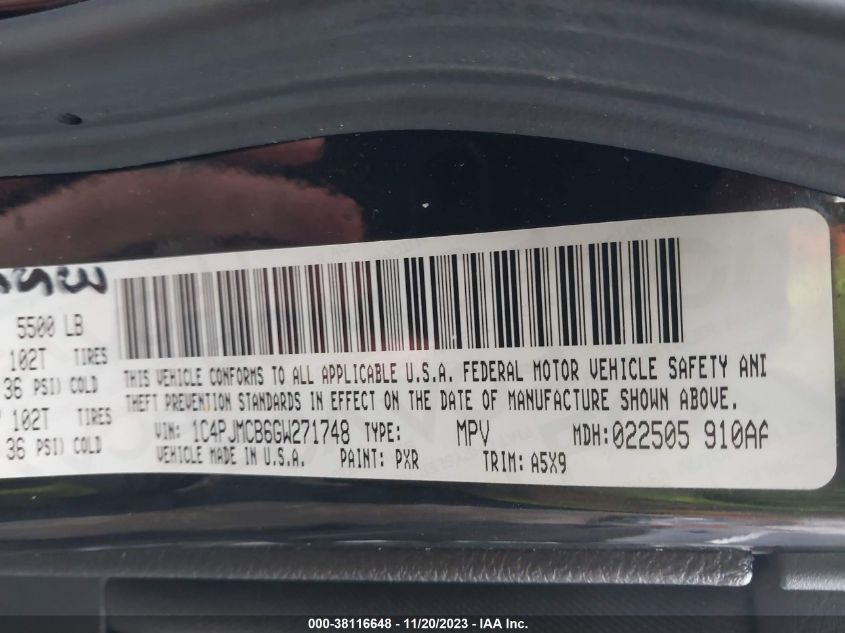 5500 LB
102T TIRES
36 PSI) COLD
102T TIRES
36 PSI) COLD
THIS VEHICLE CONFORMS TO ALL APPLICABLE U.S.A. FEDERAL MOTOR VEHICLE SAFETY AND
THEFT PREVENTION STANDARDS IN EFFECT ON THE DATE OF MANUFACTURE SHOWN ABOVE.
VIN: 1C4PJMCB6GW271748 TYPE: MPV MDH:022505 910AA
VEHICLE MADE IN U.S.A. PAINT: PXR TRIM: A5X9
000-38116648 - 11/20/2023 - IAA Inc.